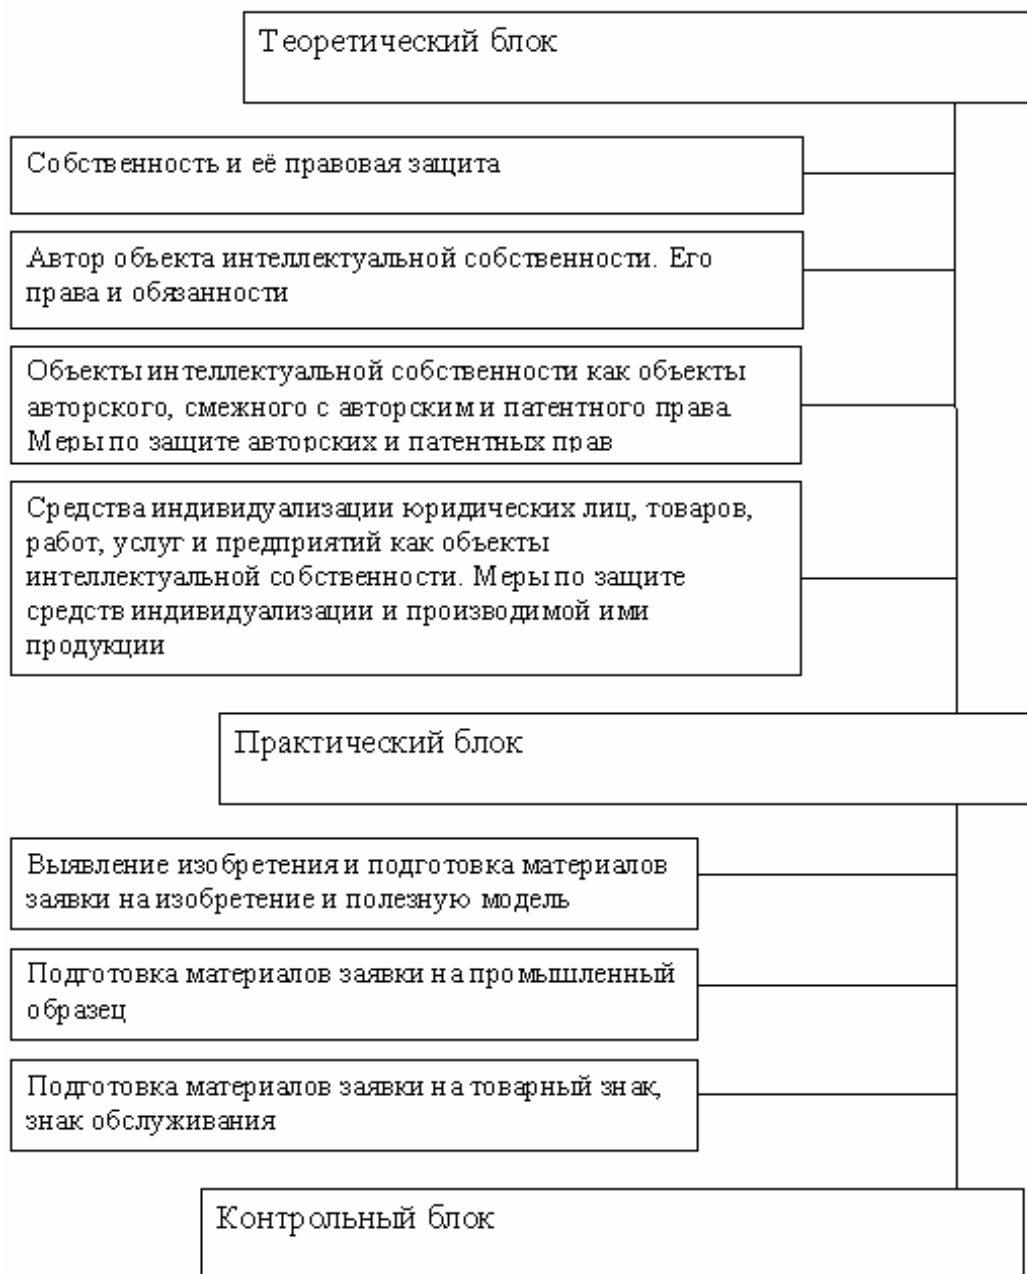 Теоретический блок
Собственность и её правовая защита
Автор объекта интеллектуальной собственности. Его
права и обязанности
Объекты интеллектуальной собственности как объекты
авторского, смежного с авторским и патентного права.
Меры по защите авторских и патентных прав
Средства индивидуализации юридических лиц, товаров,
работ, услуг и предприятий как объекты
интеллектуальной собственности. Меры по защите
средств индивидуализации и производимой ими
продукции
Практический блок
Выявление изобретения и подготовка материалов
заявки на изобретение и полезную модель
Подготовка материалов заявки на промышленный
образец
Подготовка материалов заявки на товарный знак,
знак обслуживания
Контрольный блок